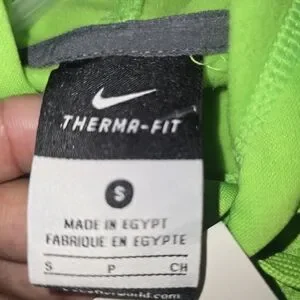 THERMA-FIT
S
MADE IN EGYPT
FABRIQUE EN EGYPTE
S P CH